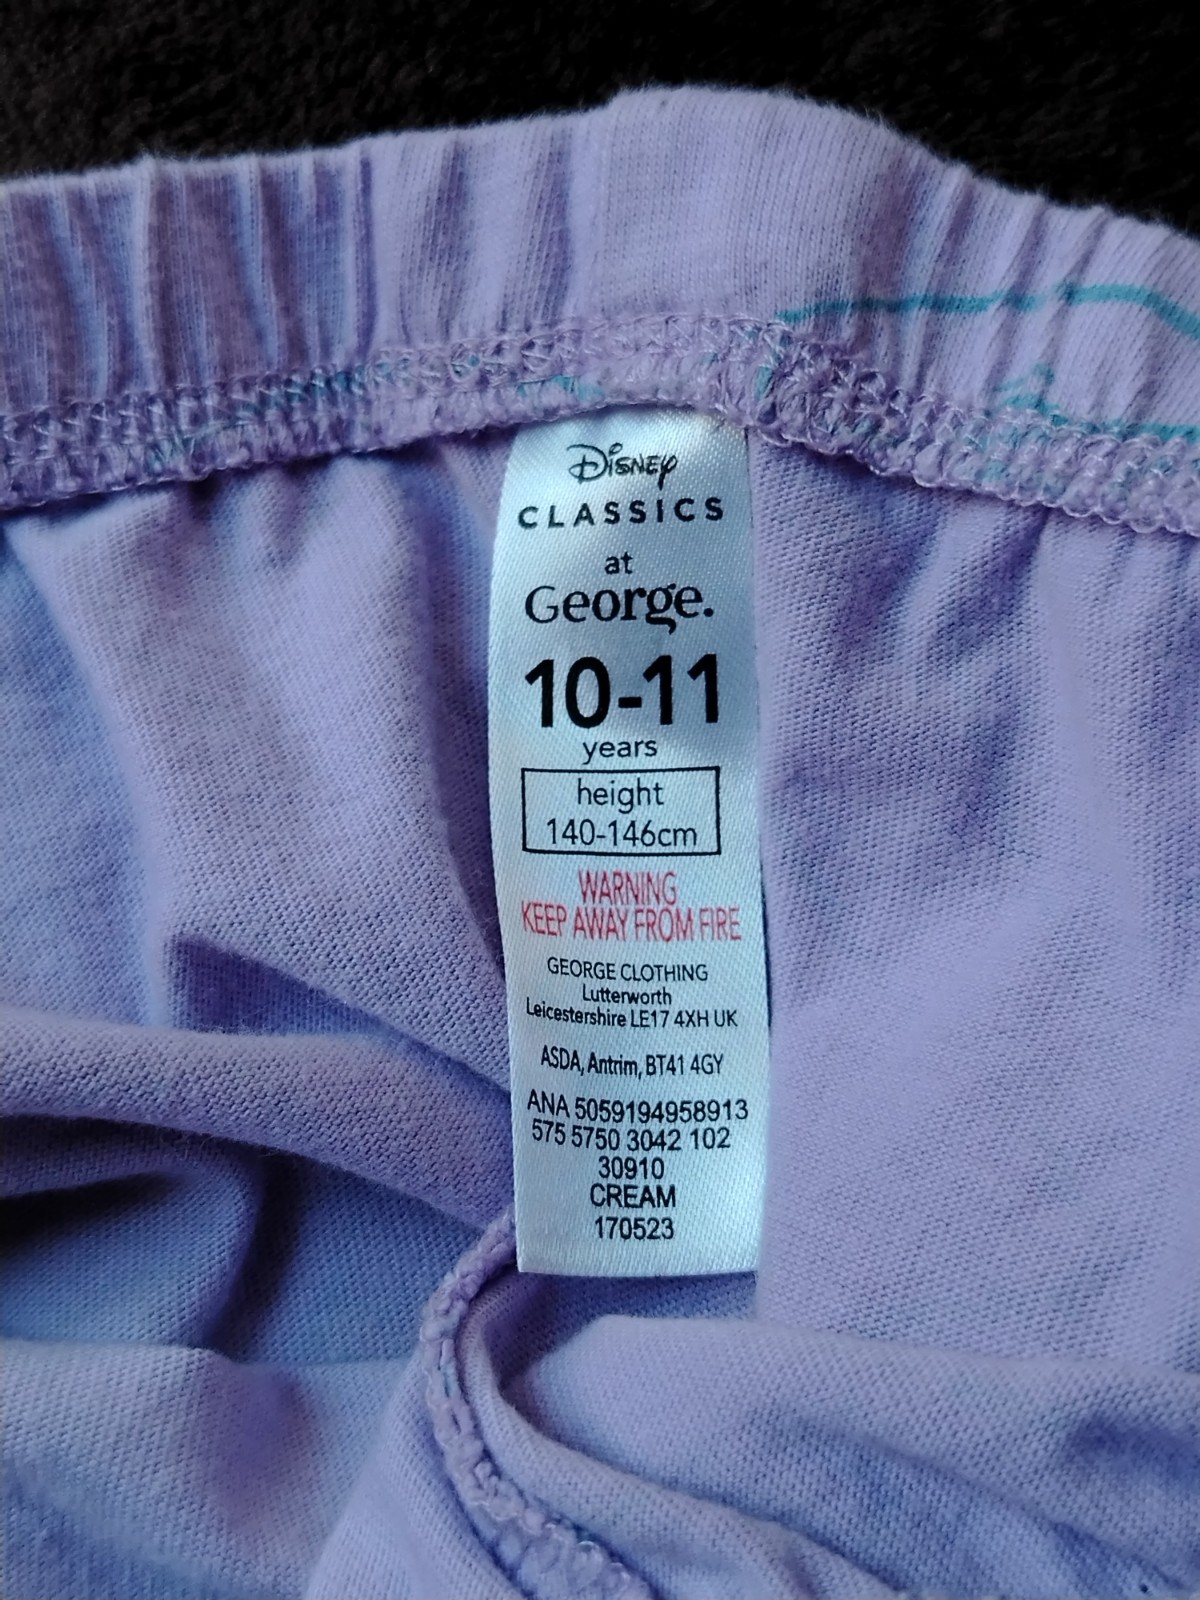 Disney
CLASSICS
at
George.
10-11
years
height
140-146cm
WARNING
KEEP AWAY FROM FIRE
GEORGE CLOTHING
Lutterworth
Leicestershire LE17 4XH UK
ASDA, Antrim, BT41 4GY
ANA 5059194958913
575 5750 3042 102
30910
CREAM
170523